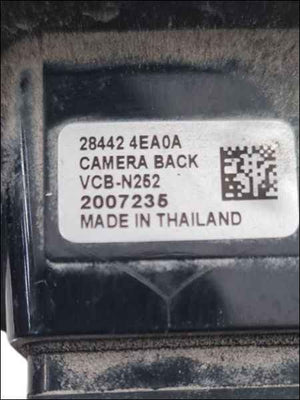 28442 4EA0A
CAMERA BACK
VCB-N252
2007235
MADE IN THAILAND